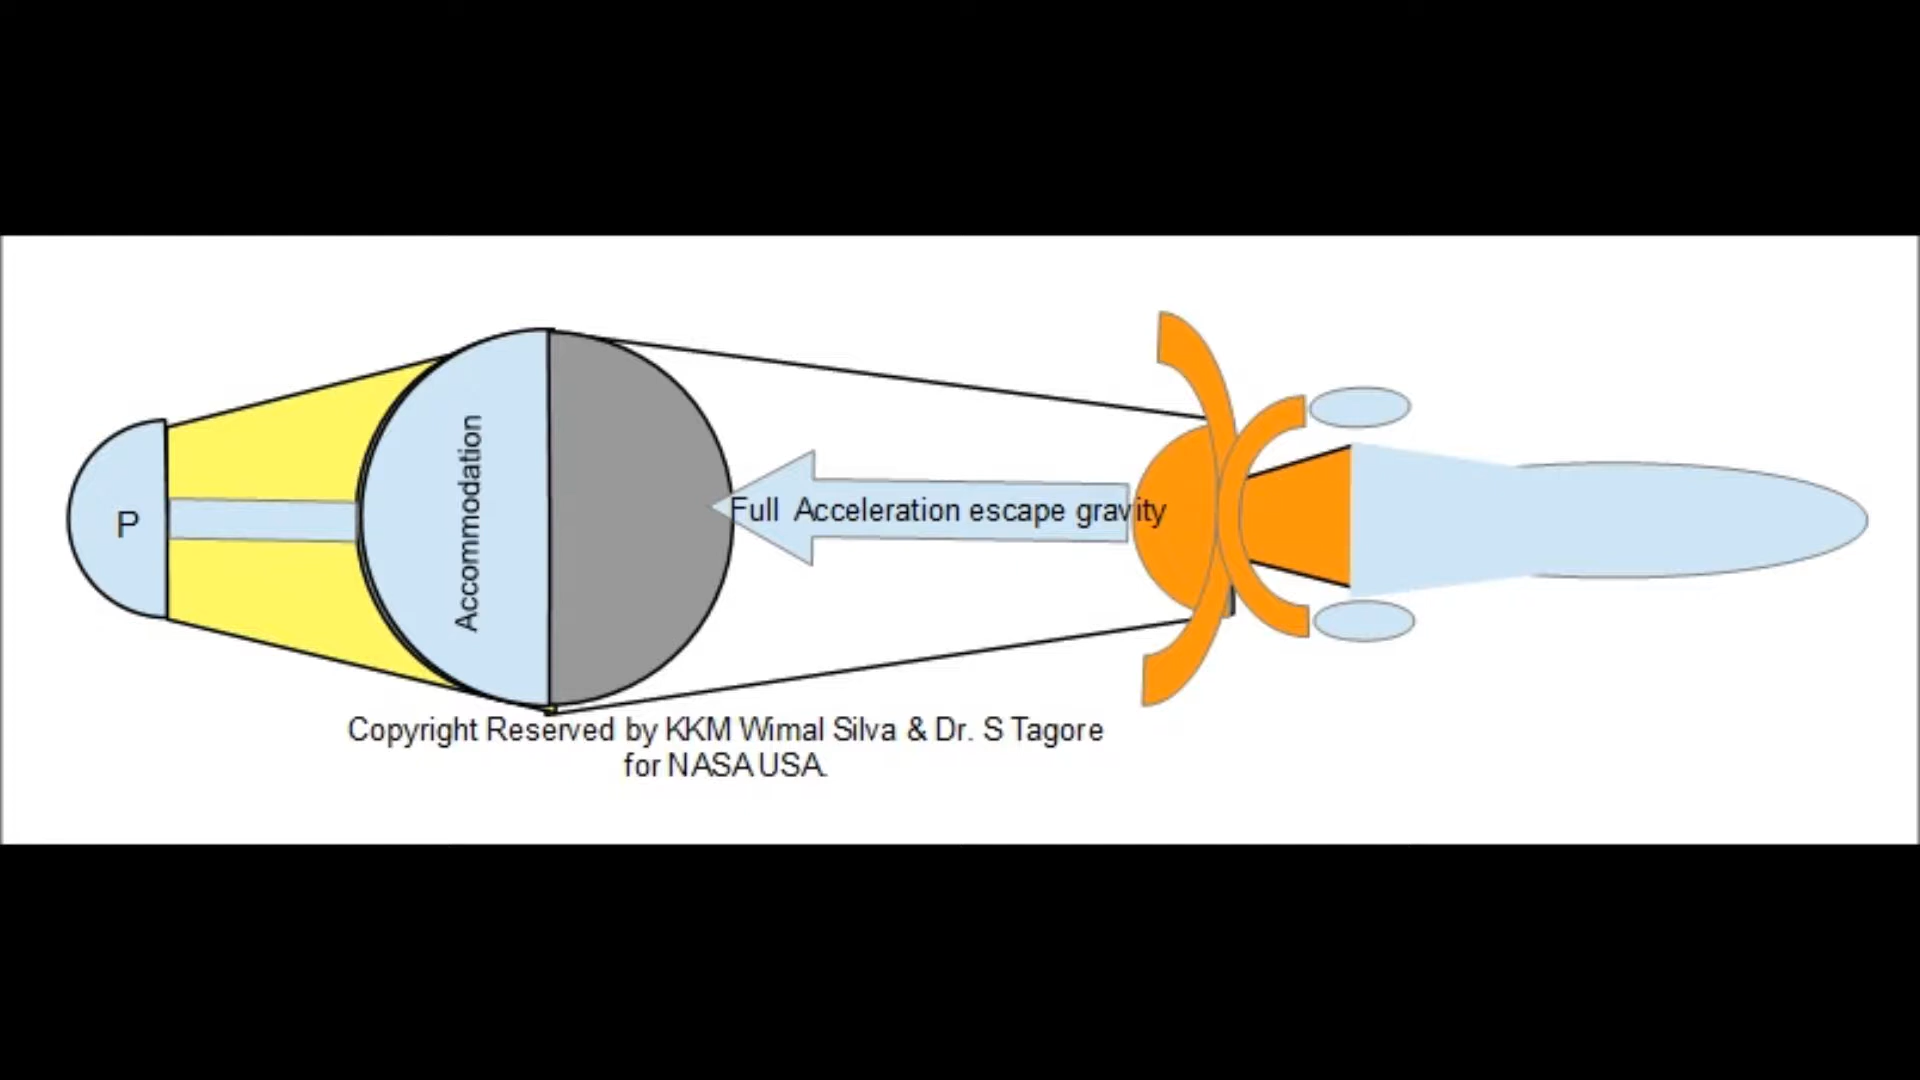 P
Accommodation
Full Acceleration escape gravity
Copyright Reserved by KKM Wimal Silva & Dr. S Tagore
for NASA USA.